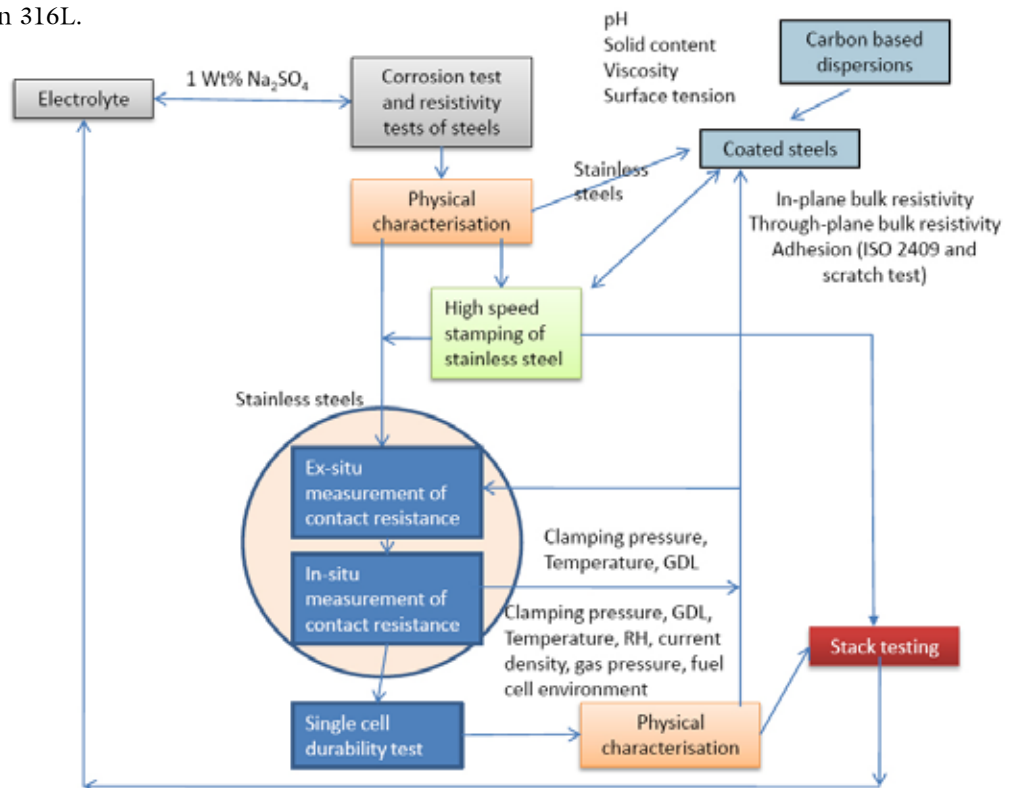 n 316L.
pH
Solid content
Viscosity
Surface tension
Carbon based
dispersions
Electrolyte
1 Wt% Na₂SO₄
Corrosion test
and resistivity
tests of steels
Coated steels
Stainless
steels
Physical
characterisation
In-plane bulk resistivity
Through-plane bulk resistivity
Adhesion (ISO 2409 and
scratch test)
High speed
stamping of
stainless steel
Stainless steels
Ex-situ
measurement of
contact resistance
Clamping pressure,
Temperature, GDL
In-situ
measurement of
contact resistance
Clamping pressure, GDL,
Temperature, RH, current
density, gas pressure, fuel
cell environment
Stack testing
Single cell
durability test
Physical
characterisation